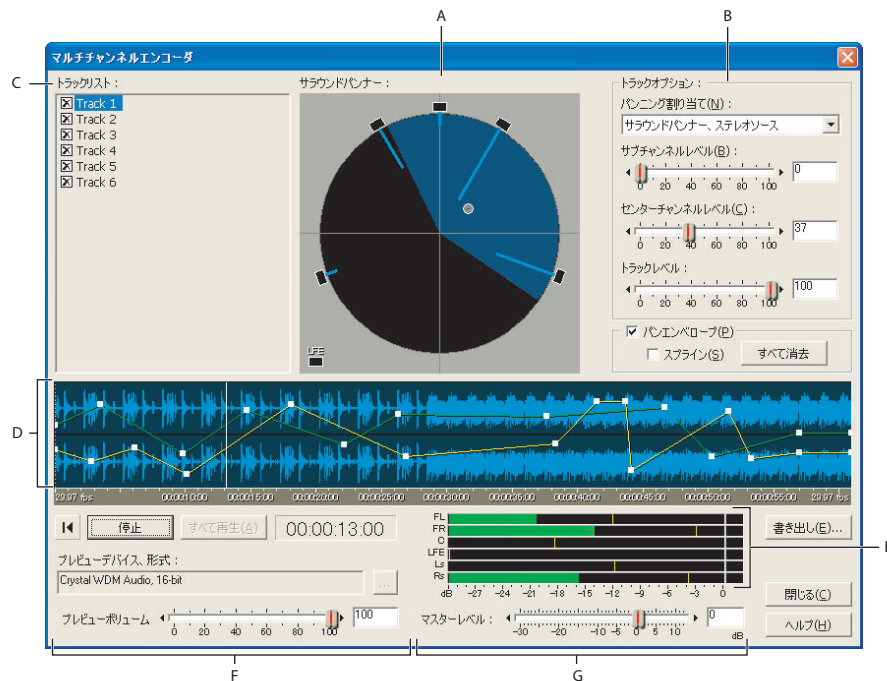 A
B
マルチチャンネルエンコーダ
C
トラックリスト：
Track 1
Track 2
Track 3
Track 4
Track 5
Track 6
サラウンドパンナー：
LFE
トラックオプション：
パンニング割り当て(N)：
サラウンドパンナー、ステレオソース
サブチャンネルレベル(B)：
0
0 20 40 60 80 100
センターチャンネルレベル(C)：
37
0 20 40 60 80 100
トラックレベル：
100
0 20 40 60 80 100
パンエンベロープ(P)
スプライン(S)
すべて消去
D
29.97 fps 00:00:10:00 00:00:15:00 00:00:20:00 00:00:25:00 00:00:30:00 00:00:35:00 00:00:40:00 00:00:45:00 00:00:50:00 00:00:55:00 29.97 fps
停止
すべて再生(A)
00:00:13:00
プレビューデバイス、形式：
Crystal WDM Audio, 16-bit
...
プレビューボリューム
100
0 20 40 60 80 100
FL
FR
C
LFE
Ls
Rs
dB -27 -24 -21 -18 -15 -12 -9 -6 -3 0
マスターレベル：
0
dB
-30 -20 -10 -5 0 5 10
書き出し(E)...
閉じる(C)
ヘルプ(H)
F
G